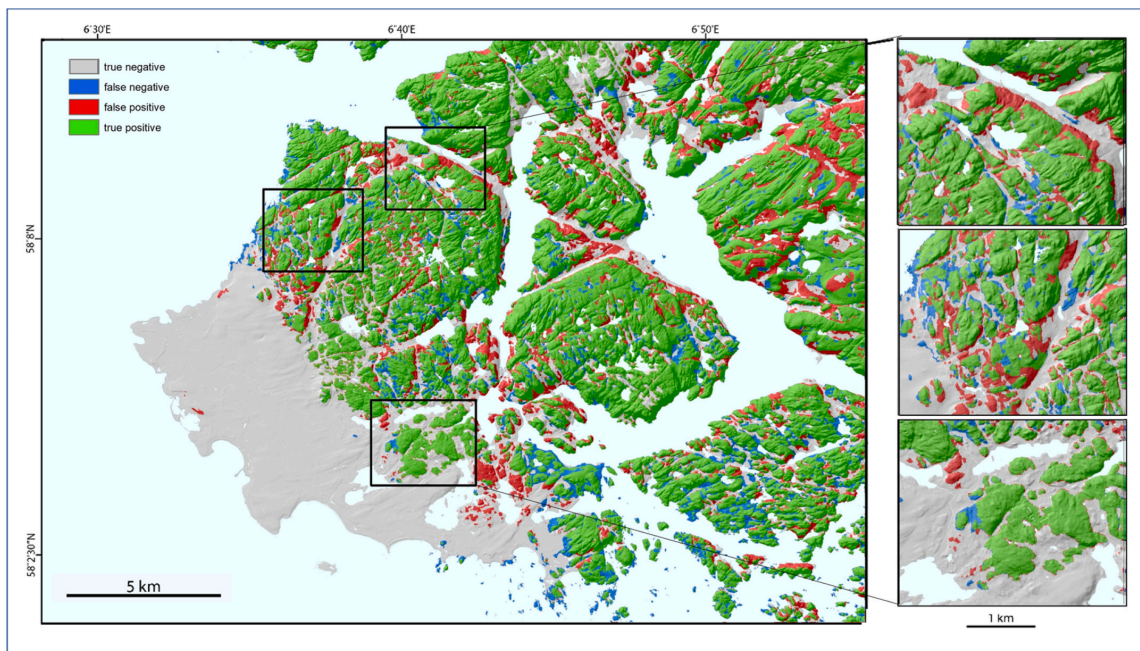 6°30'E 6°40'E 6°50'E
true negative
false negative
false positive
true positive
58°8'N
58°2'30"N
5 km
1 km